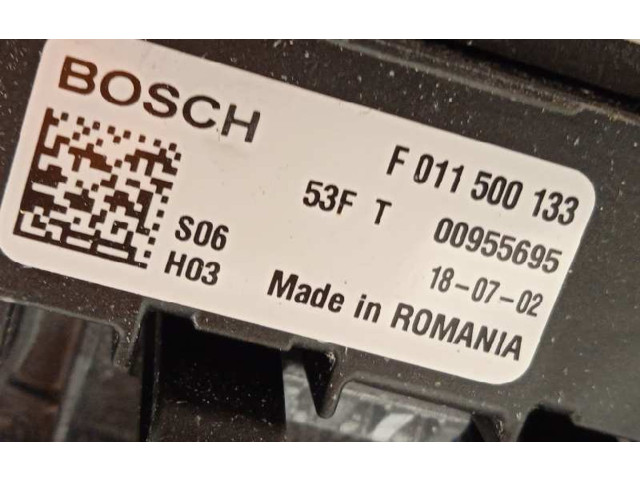 BOSCH
F 011 500 133
53F T
00955695
S06
18-07-02
H03
Made in ROMANIA